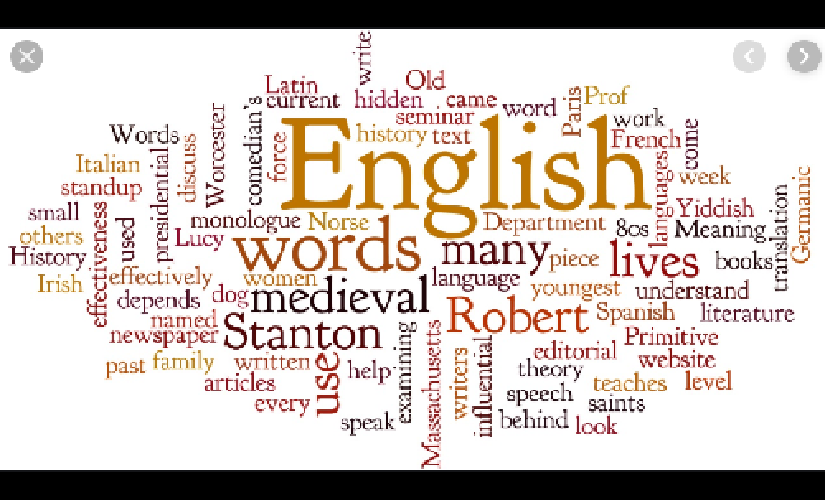 write
Latin
Old
current
hidden
came
word
Paris
Prof
seminar
work
Words
presidential
discuss
Worcester
comedian's
force
English
history
text
French
come
Italian
standup
languages
week
small
others
History
Irish
effectiveness
used
monologue
Norse
Department
80s
Yiddish
Meaning
translation
Germanic
Lucy
words
many
piece
lives
books
effectively
women
language
youngest
understand
depends
dog
medieval
named
newspaper
Stanton
Robert
Spanish
literature
Primitive
past
family
written
use
help
examining
Massachusetts
writers
influential
editorial
website
articles
theory
teaches
level
every
speech
saints
speak
behind
look